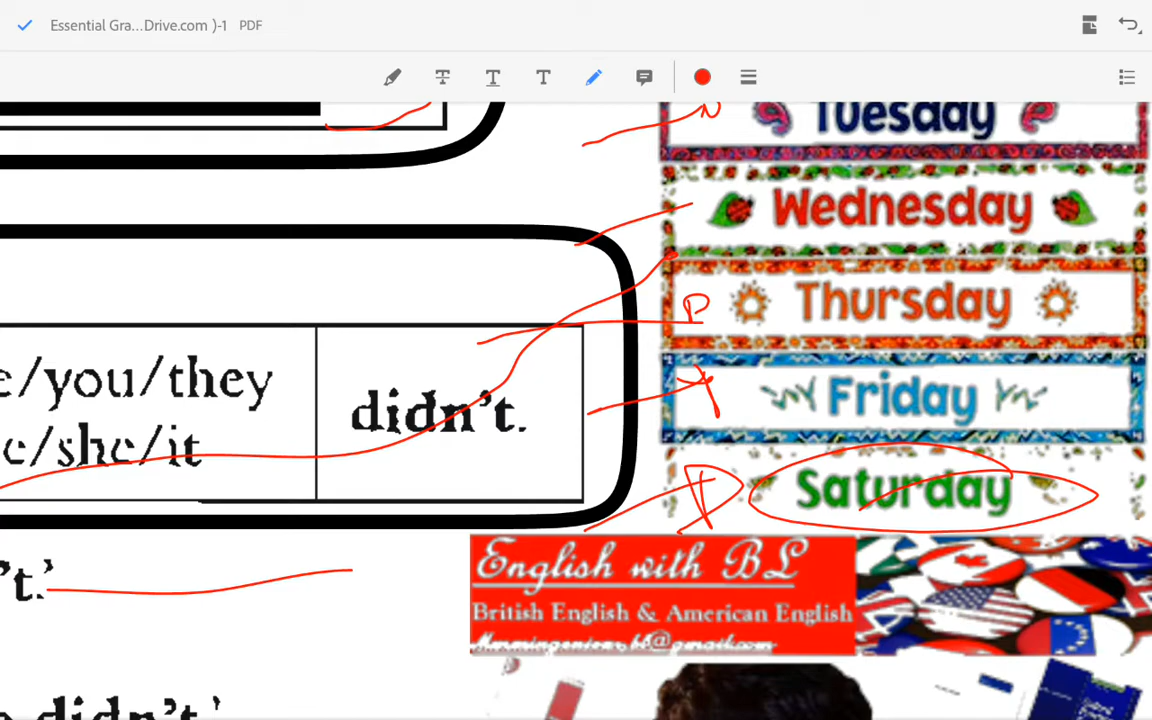 Essential Gra...Drive.com )-1 PDF
Tuesday
Wednesday
Thursday
P
Friday
e/you/they
e/she/it
didn't.
Saturday
't.'
English with BL
British English & American English
didn't.'